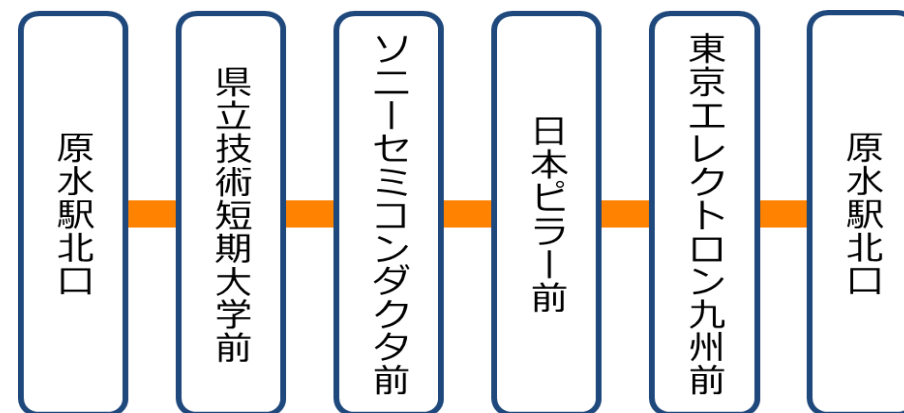 原水駅北口
県立技術短期大学前
ソニーセミコンダクタ前
日本ピラー前
東京エレクトロン九州前
原水駅北口